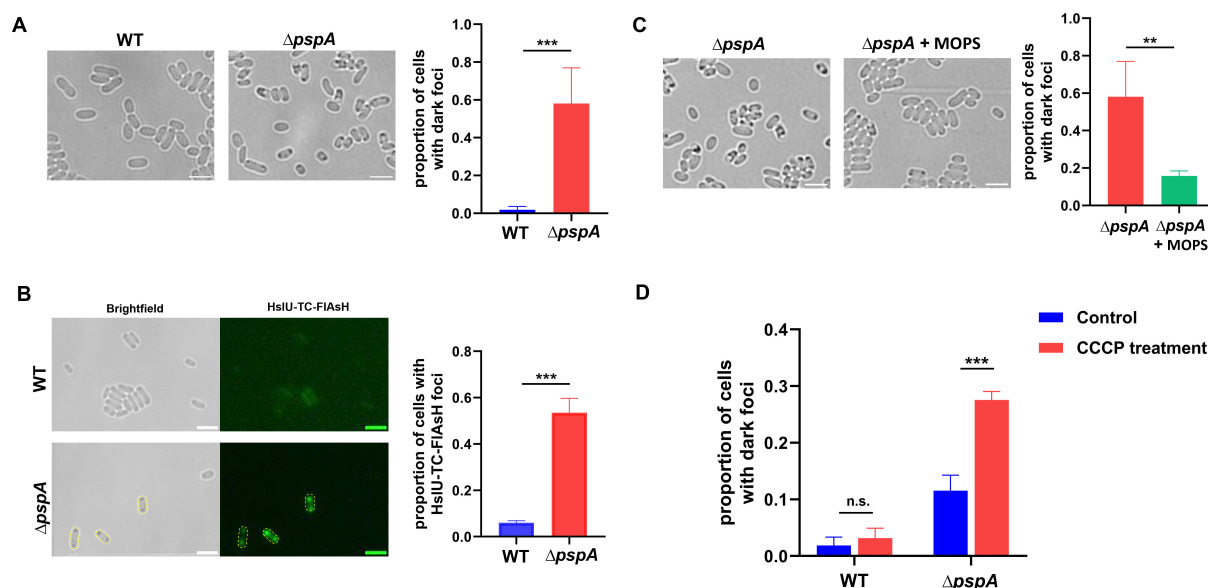 A
WT
ΔpspA
proportion of cells
with dark foci
1.0
0.8
0.6
0.4
0.2
0.0
***
WT
ΔpspA
C
ΔpspA
ΔpspA + MOPS
proportion of cells
with dark foci
1.0
0.8
0.6
0.4
0.2
0.0
**
ΔpspA
ΔpspA
+ MOPS
B
Brightfield
HslU-TC-FlAsH
WT
ΔpspA
proportion of cells with
HslU-TC-FlAsH foci
0.8
0.6
0.4
0.2
0.0
***
WT
ΔpspA
D
Control
CCCP treatment
proportion of cells
with dark foci
0.4
0.3
0.2
0.1
0.0
n.s.
***
WT
ΔpspA